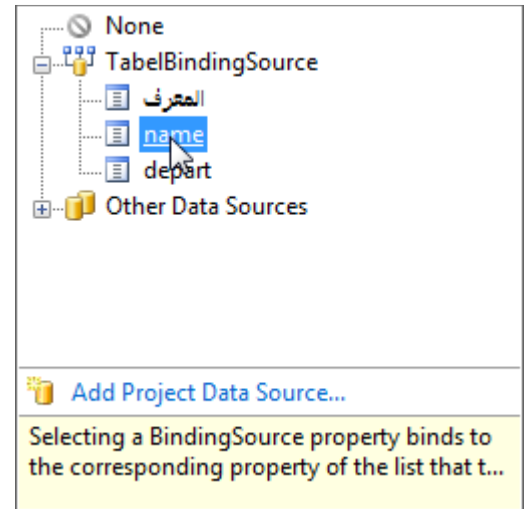 None
TabelBindingSource
المعرف
name
depart
Other Data Sources
Add Project Data Source...
Selecting a BindingSource property binds to
the corresponding property of the list that t...